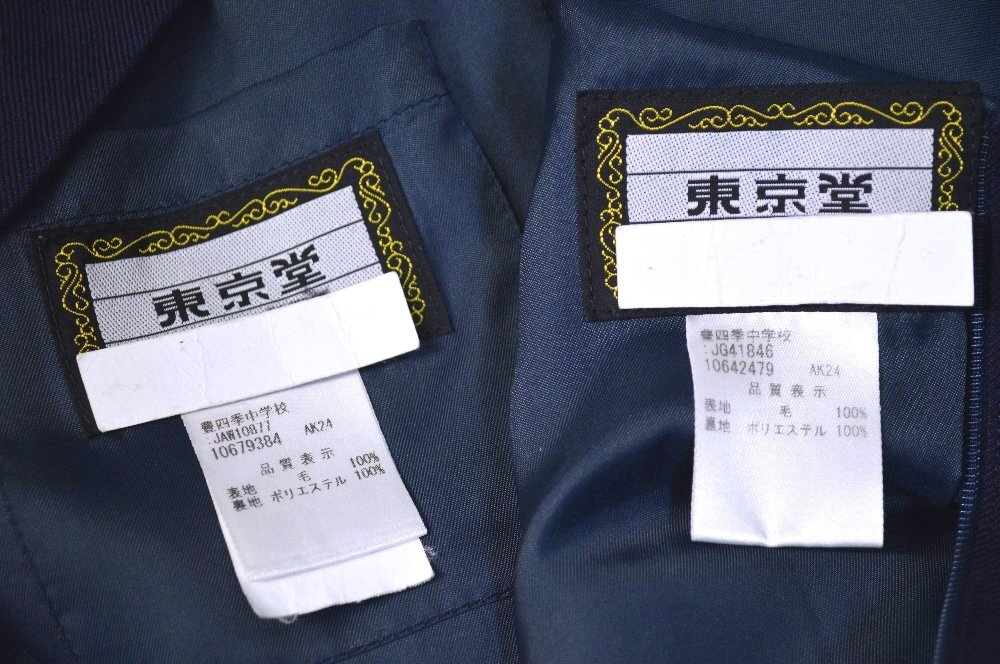 東京堂
豊四季中学校
:JAW10877
10679384 AK24
品質表示
表地 毛 100%
裏地 ポリエステル 100%
東京堂
豊四季中学校
:JG41846
10642479 AK24
品質表示
表地 毛 100%
裏地 ポリエステル 100%